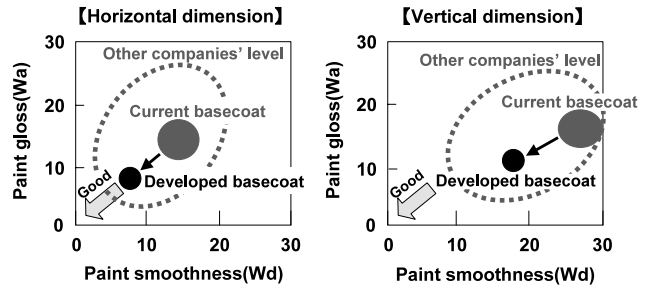 【Horizontal dimension】
Paint gloss(Wa)
30
20
10
0
Other companies' level
Current basecoat
Developed basecoat
Good
0 10 20 30
Paint smoothness(Wd)
【Vertical dimension】
Paint gloss(Wa)
30
20
10
0
Other companies' level
Current basecoat
Developed basecoat
Good
0 10 20 30
Paint smoothness(Wd)